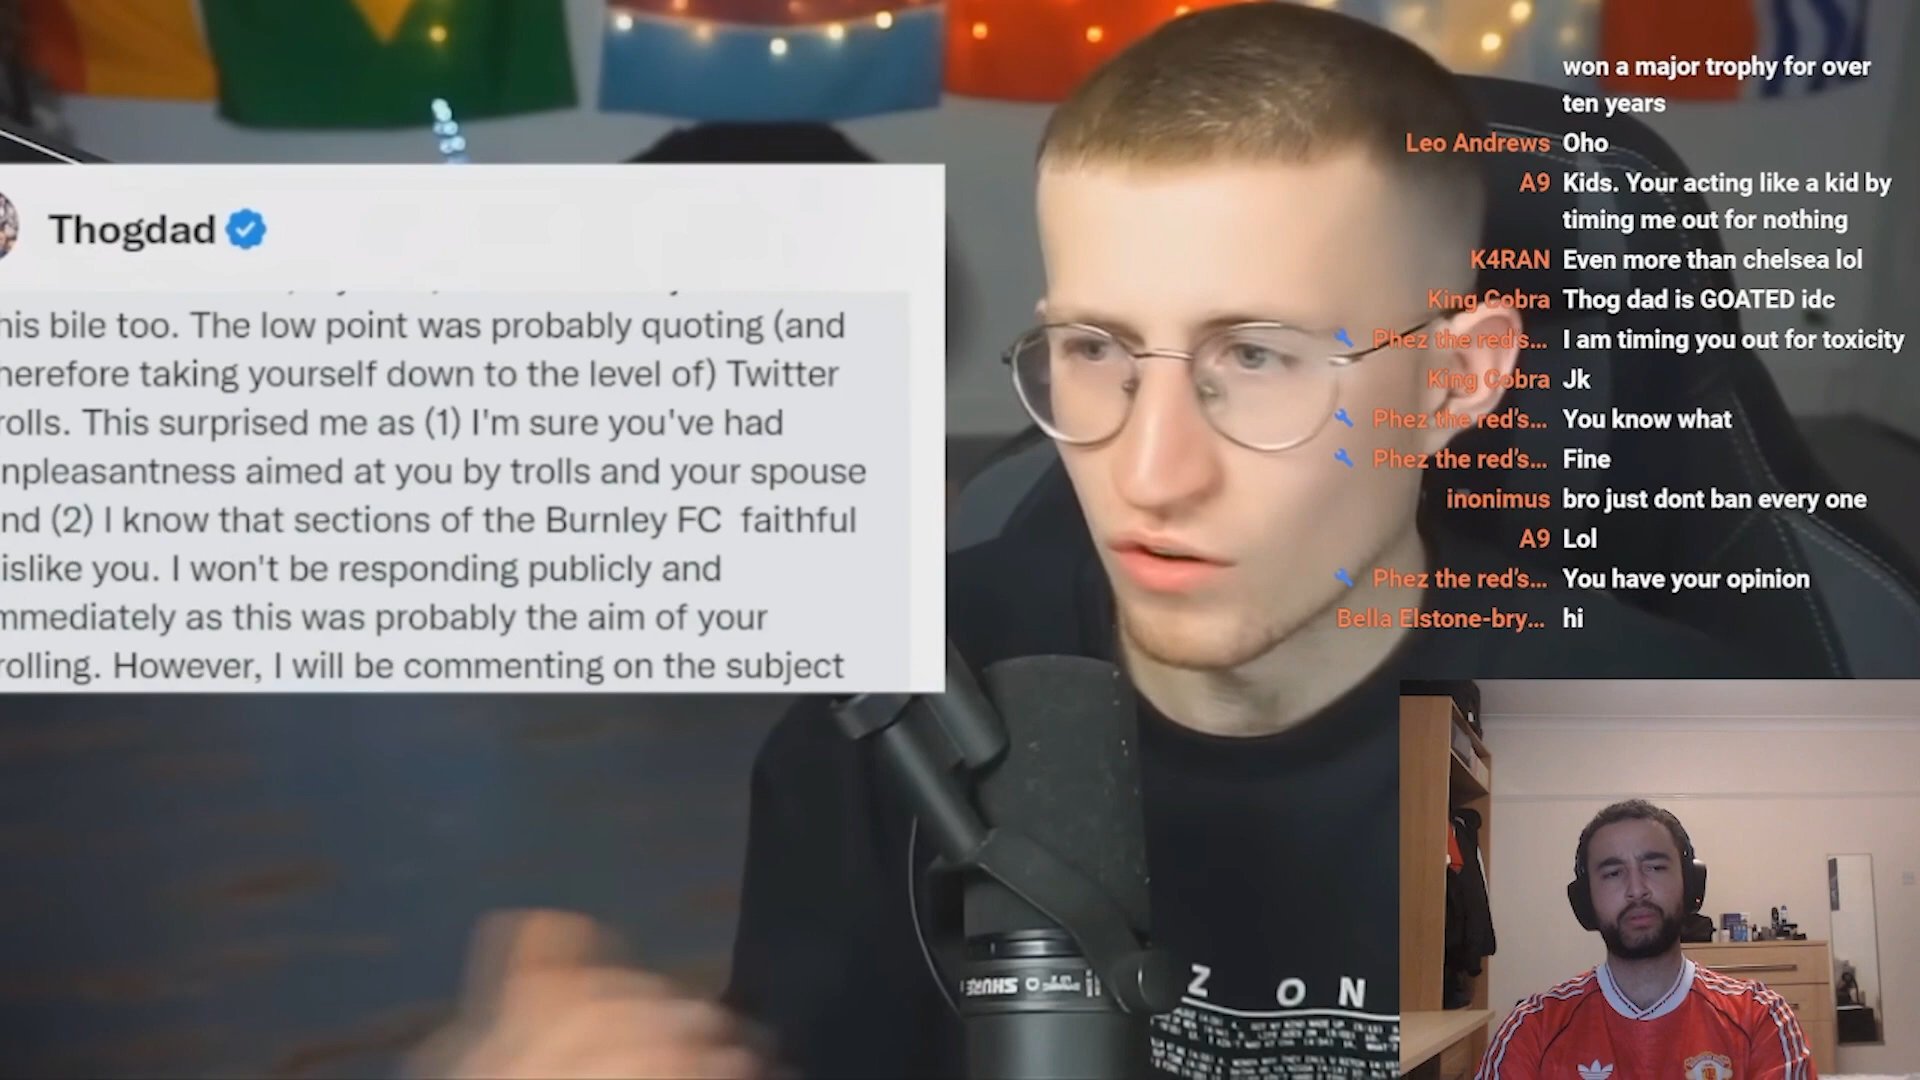 Thogdad
his bile too. The low point was probably quoting (and
herefore taking yourself down to the level of) Twitter
rolls. This surprised me as (1) I'm sure you've had
npleasantness aimed at you by trolls and your spouse
nd (2) I know that sections of the Burnley FC faithful
islike you. I won't be responding publicly and
mmediately as this was probably the aim of your
rolling. However, I will be commenting on the subject
won a major trophy for over
ten years
Leo Andrews Oho
A9 Kids. Your acting like a kid by
timing me out for nothing
K4RAN Even more than chelsea lol
King Cobra Thog dad is GOATED idc
Phez the red's... I am timing you out for toxicity
King Cobra Jk
Phez the red's... You know what
Phez the red's... Fine
inonimus bro just dont ban every one
A9 Lol
Phez the red's... You have your opinion
Bella Elstone-bry... hi
SHURE
Z O N
adidas